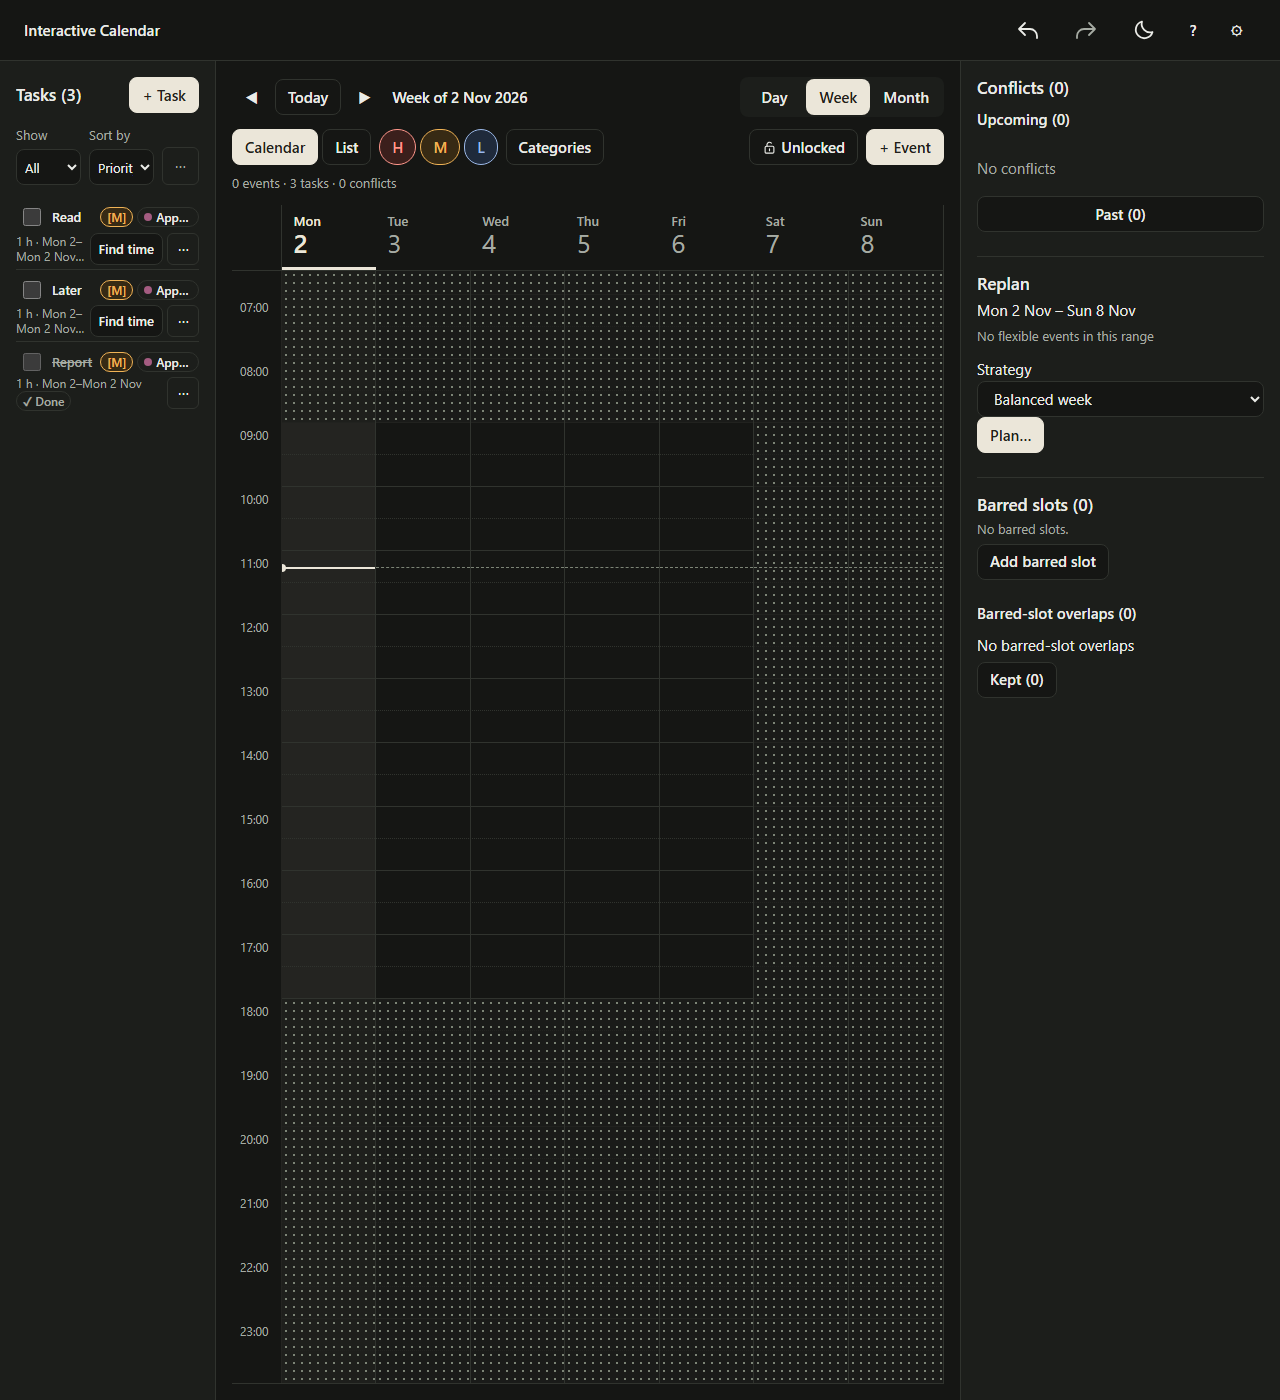 Interactive Calendar
?
Tasks (3)
+ Task
Show
Sort by
All
Priorit
...
Read
[M]
App...
1 h · Mon 2–
Mon 2 Nov...
Find time
...
Later
[M]
App...
1 h · Mon 2–
Mon 2 Nov...
Find time
...
Report
[M]
App...
1 h · Mon 2–Mon 2 Nov
✓ Done
...
Today
Week of 2 Nov 2026
Day
Week
Month
Calendar
List
H
M
L
Categories
Unlocked
+ Event
0 events · 3 tasks · 0 conflicts
Mon
2
Tue
3
Wed
4
Thu
5
Fri
6
Sat
7
Sun
8
07:00
08:00
09:00
10:00
11:00
12:00
13:00
14:00
15:00
16:00
17:00
18:00
19:00
20:00
21:00
22:00
23:00
Conflicts (0)
Upcoming (0)
No conflicts
Past (0)
Replan
Mon 2 Nov – Sun 8 Nov
No flexible events in this range
Strategy
Balanced week
Plan...
Barred slots (0)
No barred slots.
Add barred slot
Barred-slot overlaps (0)
No barred-slot overlaps
Kept (0)